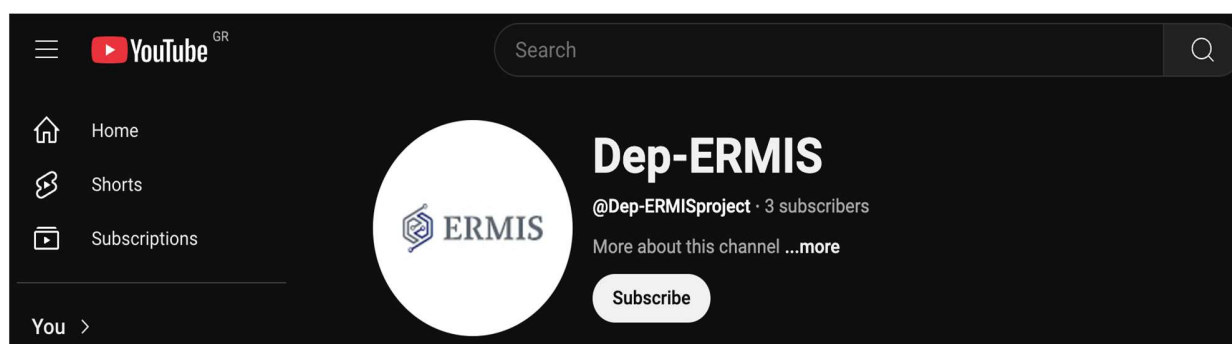 YouTube GR
Search
Home
Shorts
Subscriptions
You
ERMIS
Dep-ERMIS
@Dep-ERMISproject · 3 subscribers
More about this channel ...more
Subscribe